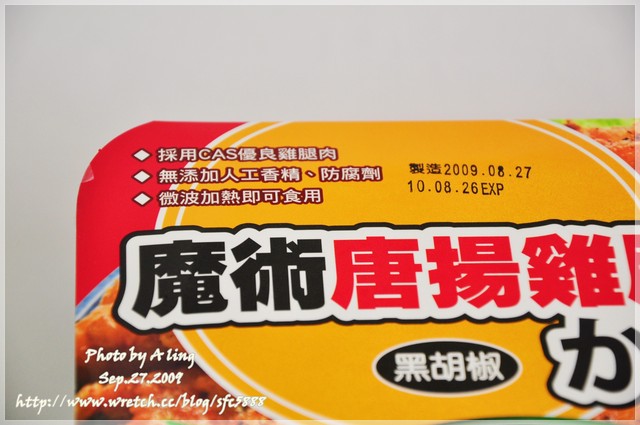 ◆ 採用CAS優良雞腿肉
◆ 無添加人工香精、防腐劑
◆ 微波加熱即可食用
製造2009.08.27
10.08.26EXP
魔術唐揚雞
か
黑胡椒
Photo by A ling
Sep.27.2009
http://www.wretch.cc/blog/sfc5888